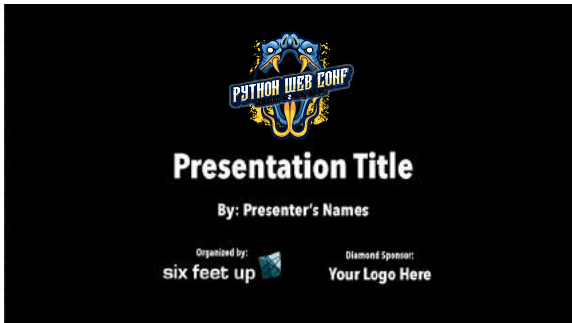 PYTHON WEB CONF
Presentation Title
By: Presenter's Names
Organized by:
six feet up
Diamond Sponsor:
Your Logo Here